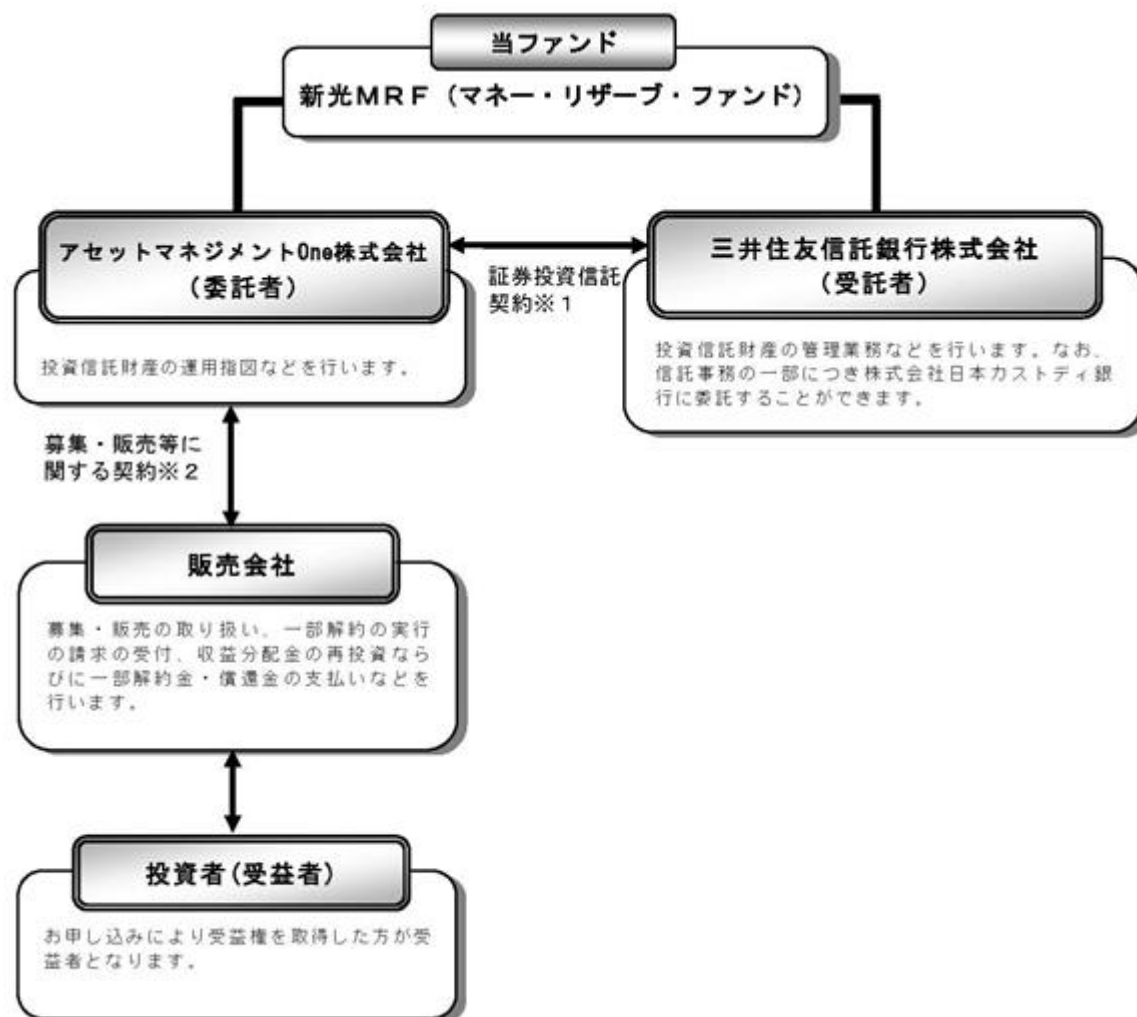 当ファンド
新光MRF（マネー・リザーブ・ファンド）
アセットマネジメントOne株式会社
（委託者）
投資信託財産の運用指図などを行います。
証券投資信託
契約※１
三井住友信託銀行株式会社
（受託者）
投資信託財産の管理業務などを行います。なお、
信託事務の一部につき株式会社日本カストディ銀
行に委託することができます。
募集・販売等に
関する契約※２
販売会社
募集・販売の取り扱い、一部解約の実行
の請求の受付、収益分配金の再投資なら
びに一部解約金・償還金の支払いなどを
行います。
投資者(受益者)
お申し込みにより受益権を取得した方が受
益者となります。